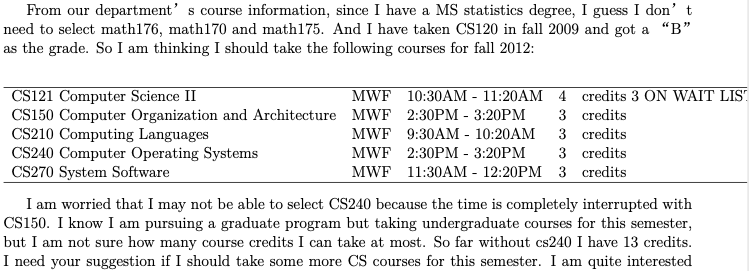 From our department’ s course information, since I have a MS statistics degree, I guess I don’ t
need to select math176, math170 and math175. And I have taken CS120 in fall 2009 and got a “B”
as the grade. So I am thinking I should take the following courses for fall 2012:
CS121 Computer Science II MWF 10:30AM - 11:20AM 4 credits 3 ON WAIT LIST
CS150 Computer Organization and Architecture MWF 2:30PM - 3:20PM 3 credits
CS210 Computing Languages MWF 9:30AM - 10:20AM 3 credits
CS240 Computer Operating Systems MWF 2:30PM - 3:20PM 3 credits
CS270 System Software MWF 11:30AM - 12:20PM 3 credits
I am worried that I may not be able to select CS240 because the time is completely interrupted with
CS150. I know I am pursuing a graduate program but taking undergraduate courses for this semester,
but I am not sure how many course credits I can take at most. So far without cs240 I have 13 credits.
I need your suggestion if I should take some more CS courses for this semester. I am quite interested